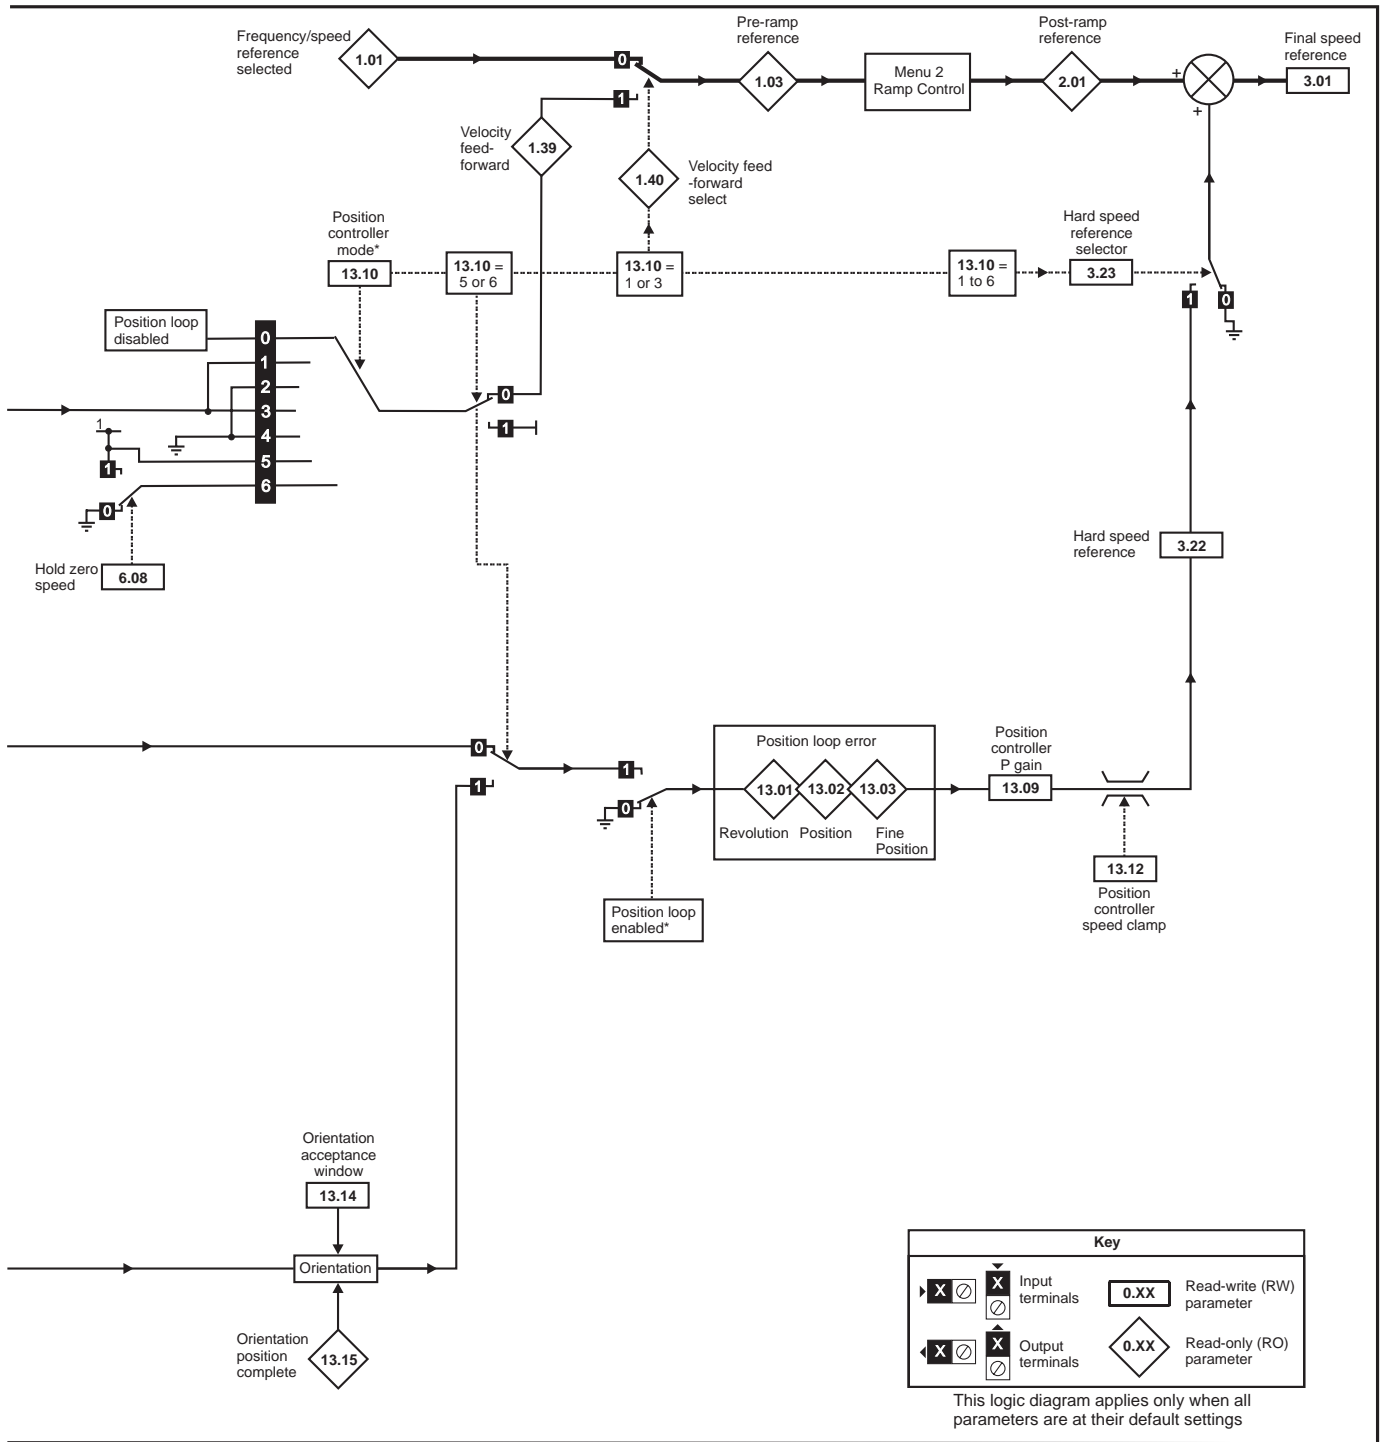 Frequency/speed
reference
selected
1.01
0
Pre-ramp
reference
1.03
Menu 2
Ramp Control
Post-ramp
reference
2.01
+
+
Final speed
reference
3.01
1
Velocity
feed-
forward
1.39
1.40
Velocity feed
-forward
select
Position
controller
mode*
13.10
13.10 =
5 or 6
13.10 =
1 or 3
13.10 =
1 to 6
Hard speed
reference
selector
3.23
1
0
Position loop
disabled
0
1
2
3
4
5
6
1
1
0
0
1
Hold zero
speed
6.08
Hard speed
reference
3.22
0
1
1
0
Position loop error
13.01
13.02
13.03
Revolution
Position
Fine
Position
Position
controller
P gain
13.09
13.12
Position
controller
speed clamp
Position loop
enabled*
Orientation
acceptance
window
13.14
Orientation
Orientation
position
complete
13.15
Key
X
X
Input
terminals
0.XX
Read-write (RW)
parameter
X
X
Output
terminals
0.XX
Read-only (RO)
parameter
This logic diagram applies only when all
parameters are at their default settings